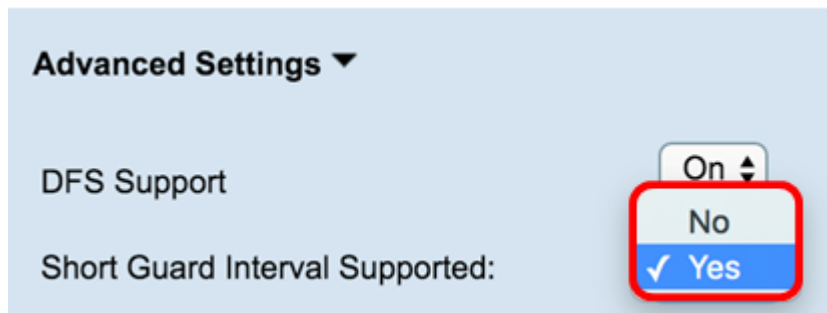 Advanced Settings ▼
DFS Support
On
No
Short Guard Interval Supported:
✓ Yes